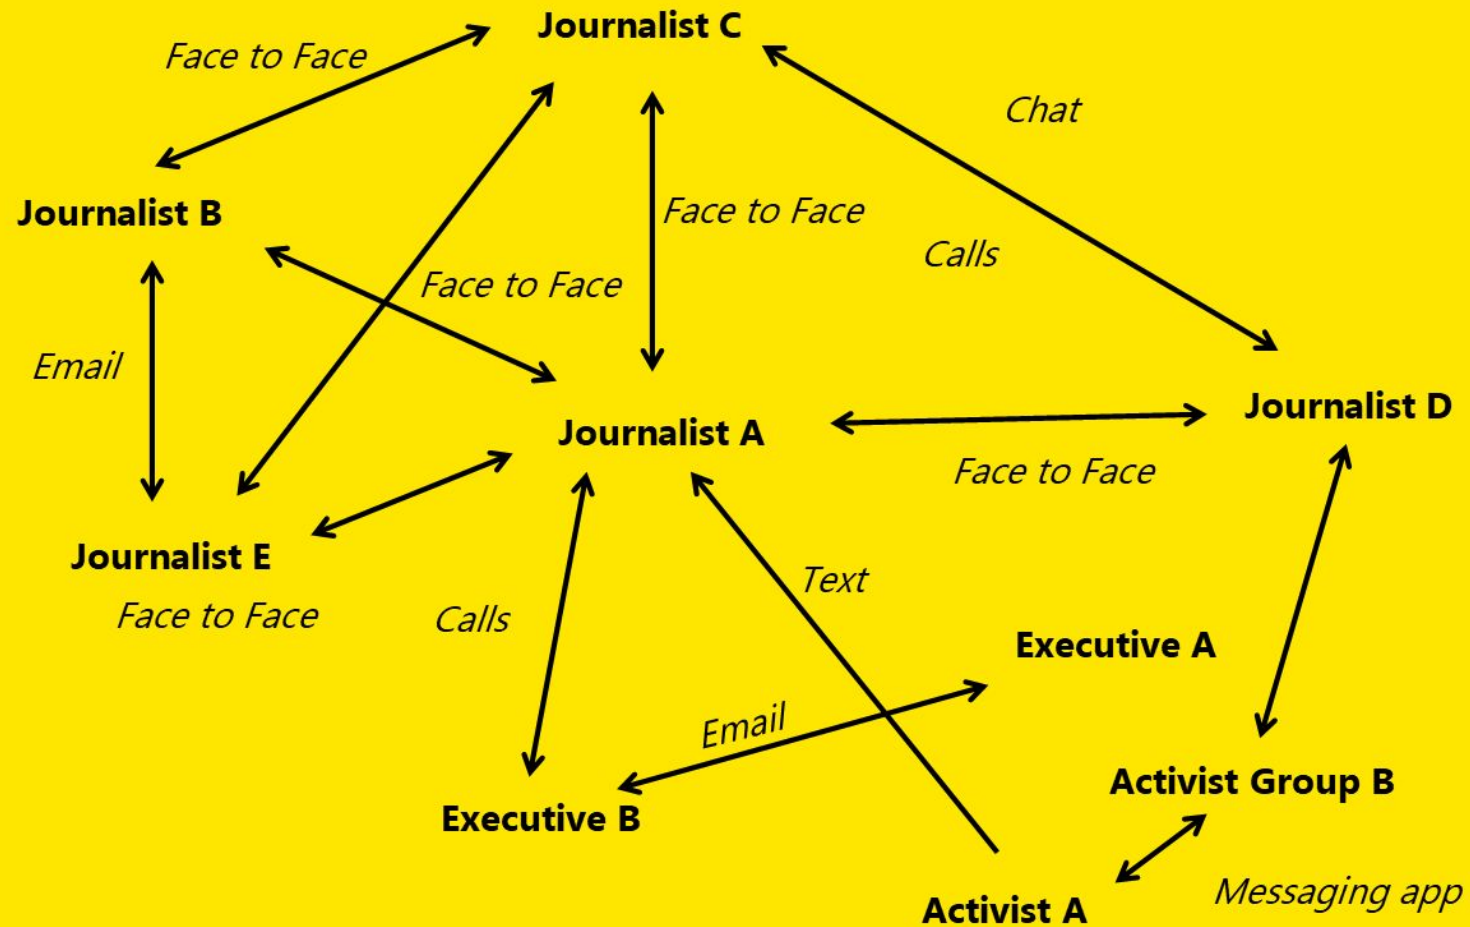 Journalist C
Face to Face
Chat
Journalist B
Face to Face
Calls
Face to Face
Email
Journalist A
Journalist D
Face to Face
Journalist E
Face to Face
Calls
Text
Executive A
Email
Executive B
Activist Group B
Messaging app
Activist A